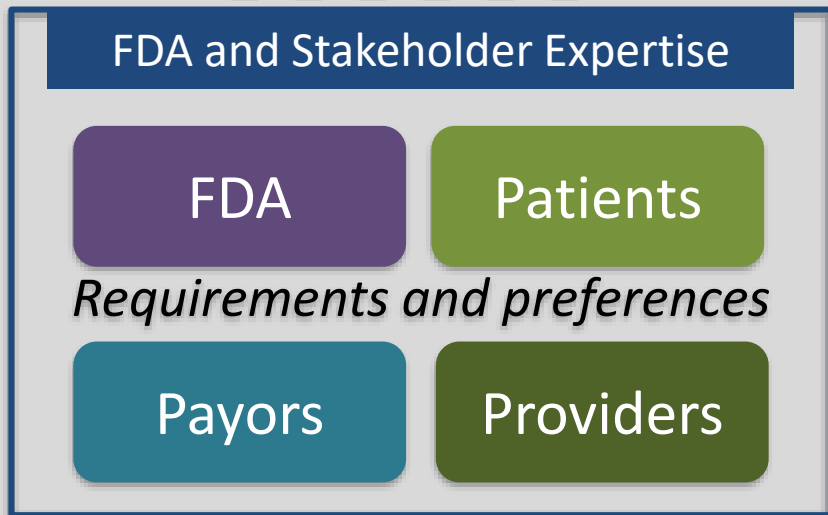 FDA and Stakeholder Expertise
FDA
Patients
Requirements and preferences
Payors
Providers